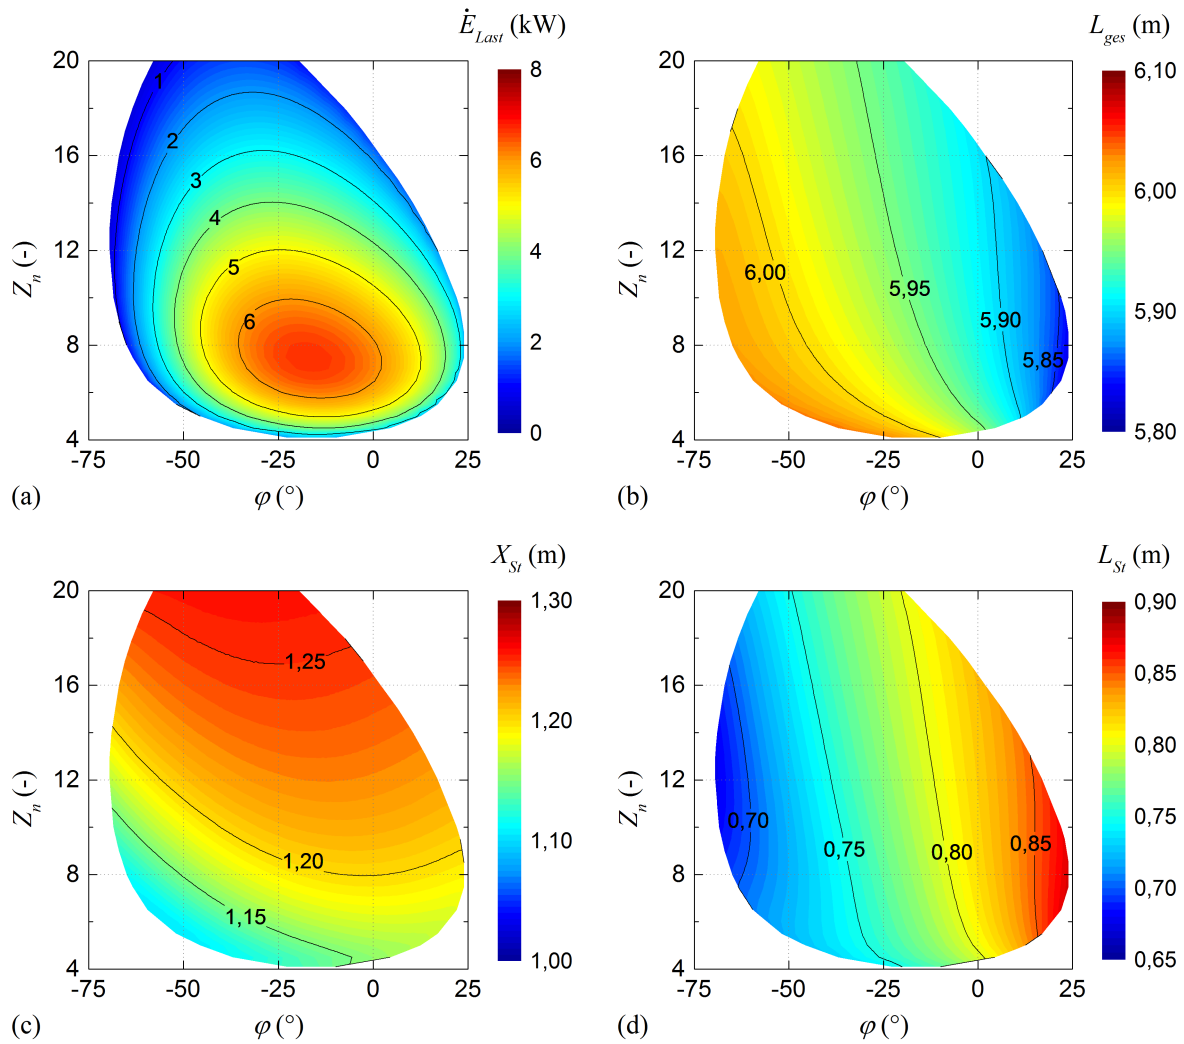 Ė_Last (kW)
20
16
12
8
4
Z_n (-)
-75 -50 -25 0 25
φ (°)
1
2
3
4
5
6
8
6
4
2
0
(a)
L_ges (m)
20
16
12
8
4
Z_n (-)
-75 -50 -25 0 25
φ (°)
6,00
5,95
5,90
5,85
6,10
6,00
5,90
5,80
(b)
X_St (m)
20
16
12
8
4
Z_n (-)
-75 -50 -25 0 25
φ (°)
1,25
1,20
1,15
1,30
1,20
1,10
1,00
(c)
L_St (m)
20
16
12
8
4
Z_n (-)
-75 -50 -25 0 25
φ (°)
0,70
0,75
0,80
0,85
0,90
0,85
0,80
0,75
0,70
0,65
(d)